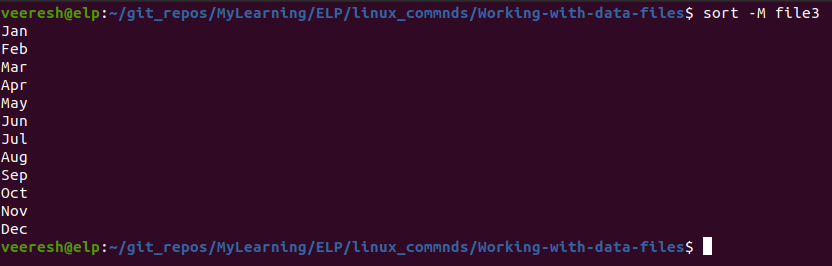 veeresh@elp:~/git_repos/MyLearning/ELP/linux_commnds/Working-with-data-files$ sort -M file3
Jan
Feb
Mar
Apr
May
Jun
Jul
Aug
Sep
Oct
Nov
Dec
veeresh@elp:~/git_repos/MyLearning/ELP/linux_commnds/Working-with-data-files$